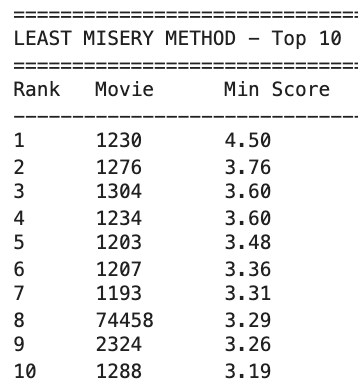 ==============================
LEAST MISERY METHOD - Top 10
==============================
Rank   Movie      Min Score
------------------------------
1      1230       4.50
2      1276       3.76
3      1304       3.60
4      1234       3.60
5      1203       3.48
6      1207       3.36
7      1193       3.31
8      74458      3.29
9      2324       3.26
10     1288       3.19